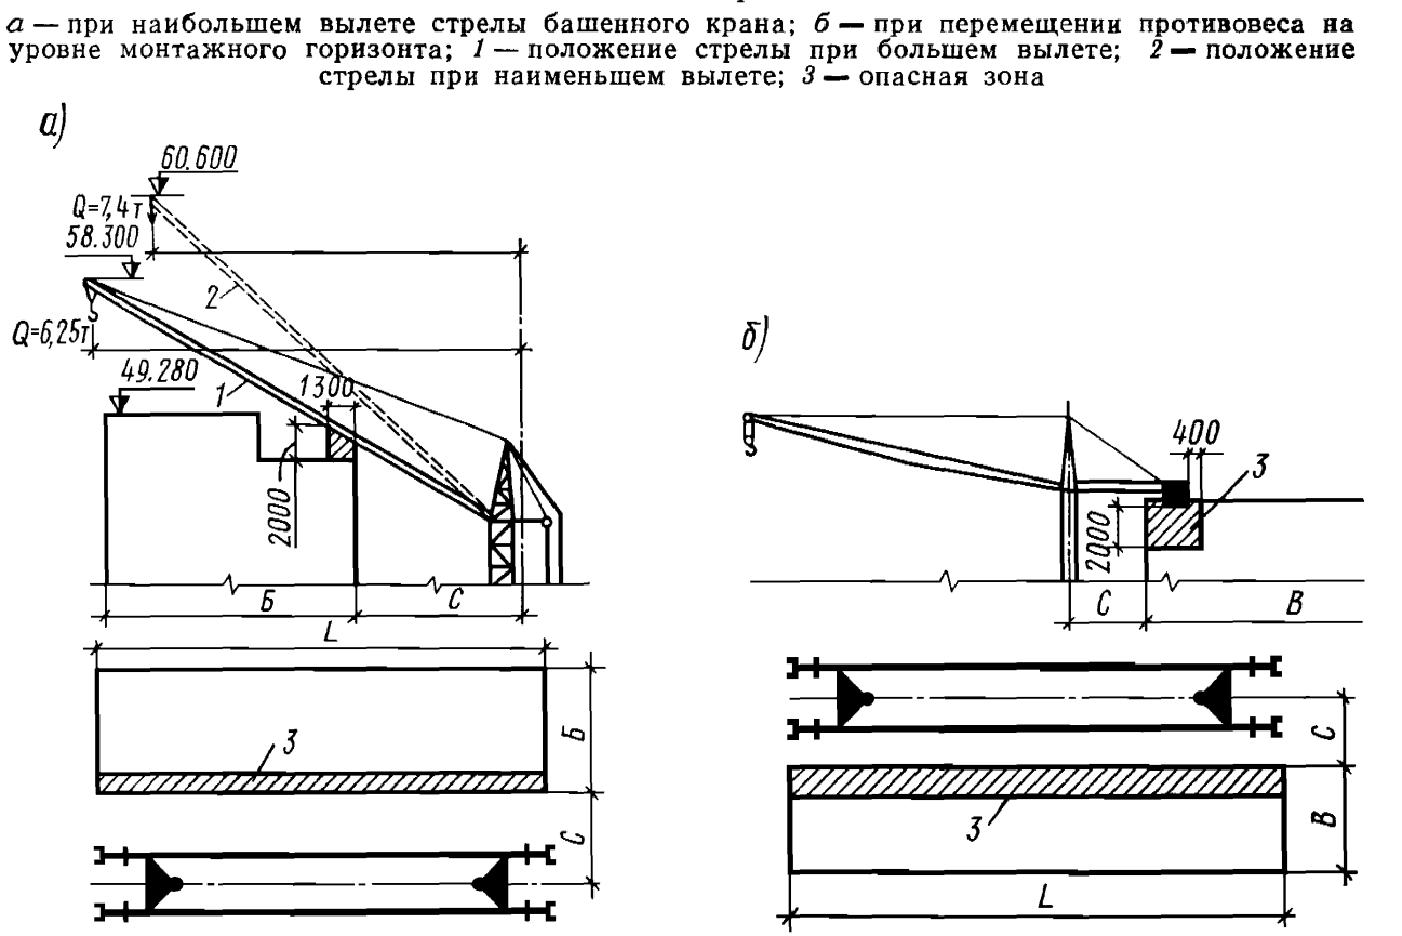 а — при наибольшем вылете стрелы башенного крана; б — при перемещении противовеса на
уровне монтажного горизонта; 1 — положение стрелы при большем вылете; 2 — положение
стрелы при наименьшем вылете; 3 — опасная зона
а)
60.600
Q=7,4т
58.300
2
Q=6,25т
49.280
1
1300
2000
Б
С
L
3
Б
С
б)
400
3
2000
С
В
С
3
В
L